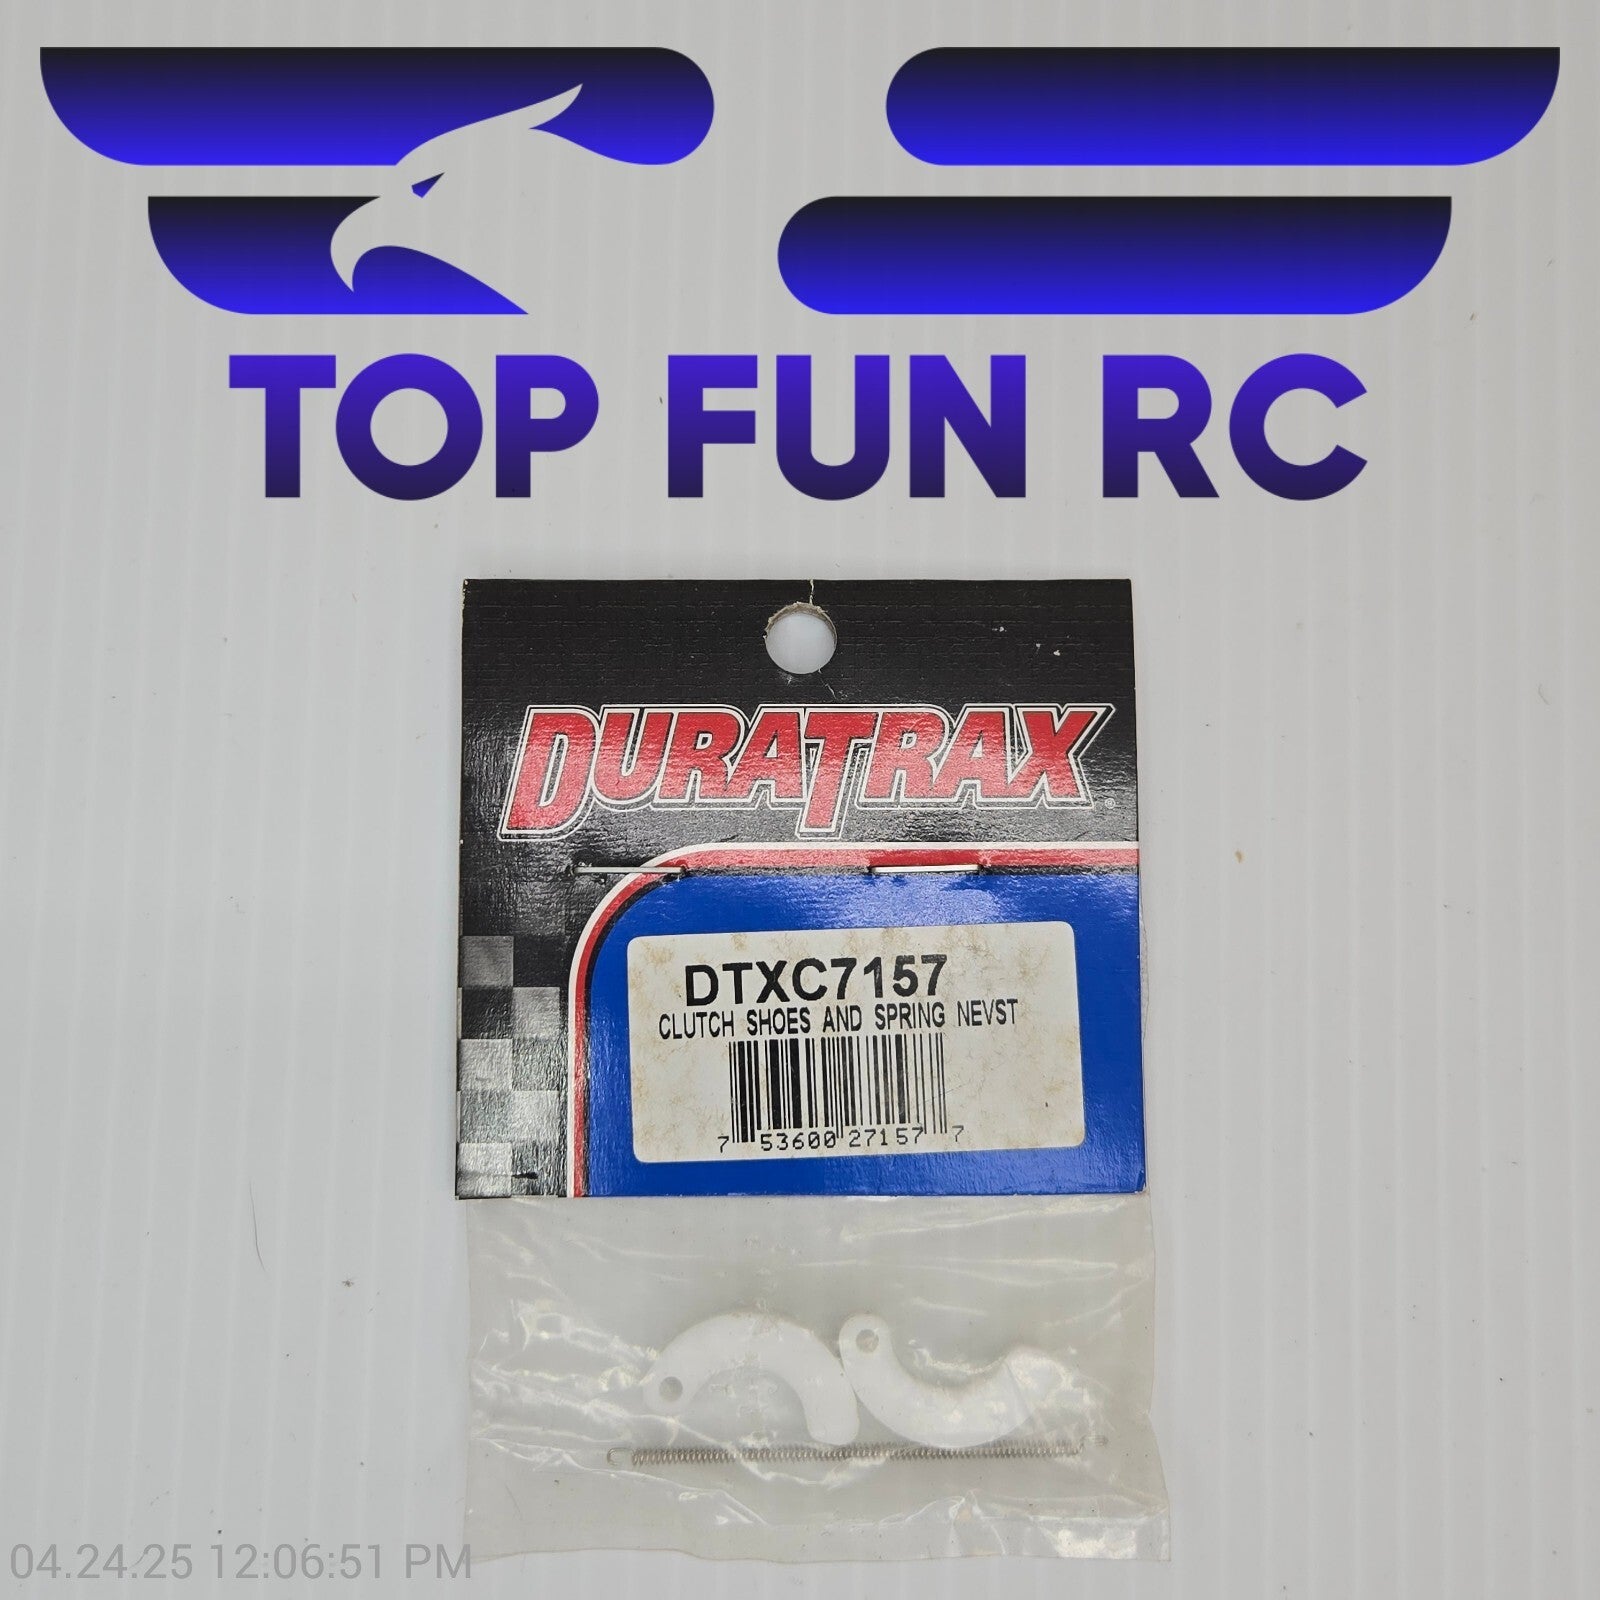 TOP FUN RC
DURATRAX®
DTXC7157
CLUTCH SHOES AND SPRING NEVST
7 53600 27157 7
04.24.25 12:06:51 PM